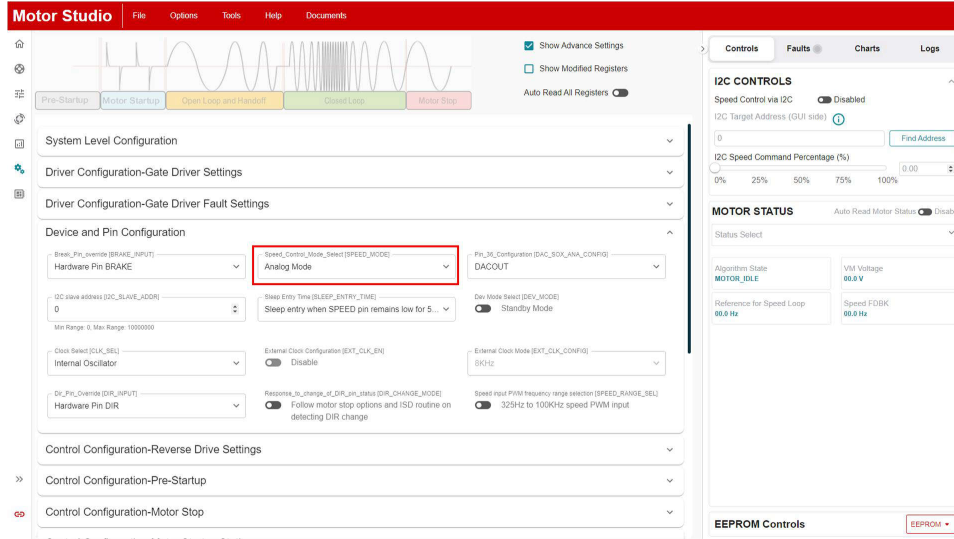 Motor Studio
File
Options
Tools
Help
Documents
Pre-Startup
Motor Startup
Open Loop and Handoff
Closed Loop
Motor Stop
Show Advance Settings
Show Modified Registers
Auto Read All Registers
System Level Configuration
Driver Configuration-Gate Driver Settings
Driver Configuration-Gate Driver Fault Settings
Device and Pin Configuration
Break_Pin_override [BRAKE_INPUT]
Hardware Pin BRAKE
Speed_Control_Mode_Select [SPEED_MODE]
Analog Mode
Pin_36_Configuration [DAC_SOX_ANA_CONFIG]
DACOUT
I2C slave address [I2C_SLAVE_ADDR]
0
Min Range: 0, Max Range: 10000000
Sleep Entry Time [SLEEP_ENTRY_TIME]
Sleep entry when SPEED pin remains low for 5...
Dev Mode Select [DEV_MODE]
Standby Mode
Clock Select [CLK_SEL]
Internal Oscillator
External Clock Configuration [EXT_CLK_EN]
Disable
External Clock Mode [EXT_CLK_CONFIG]
8KHz
Dir_Pin_Override [DIR_INPUT]
Hardware Pin DIR
Response_to_change_of_DIR_pin_status [DIR_CHANGE_MODE]
Follow motor stop options and ISD routine on
detecting DIR change
Speed input PWM frequency range selection [SPEED_RANGE_SEL]
325Hz to 100KHz speed PWM input
Control Configuration-Reverse Drive Settings
Control Configuration-Pre-Startup
Control Configuration-Motor Stop
Controls
Faults
Charts
Logs
I2C CONTROLS
Speed Control via I2C
Disabled
I2C Target Address (GUI side)
0
Find Address
I2C Speed Command Percentage (%)
0.00
0% 25% 50% 75% 100%
MOTOR STATUS
Auto Read Motor Status
Disab
Status Select
Algorithm State
MOTOR_IDLE
VM Voltage
00.0 V
Reference for Speed Loop
00.0 Hz
Speed FDBK
00.0 Hz
EEPROM Controls
EEPROM